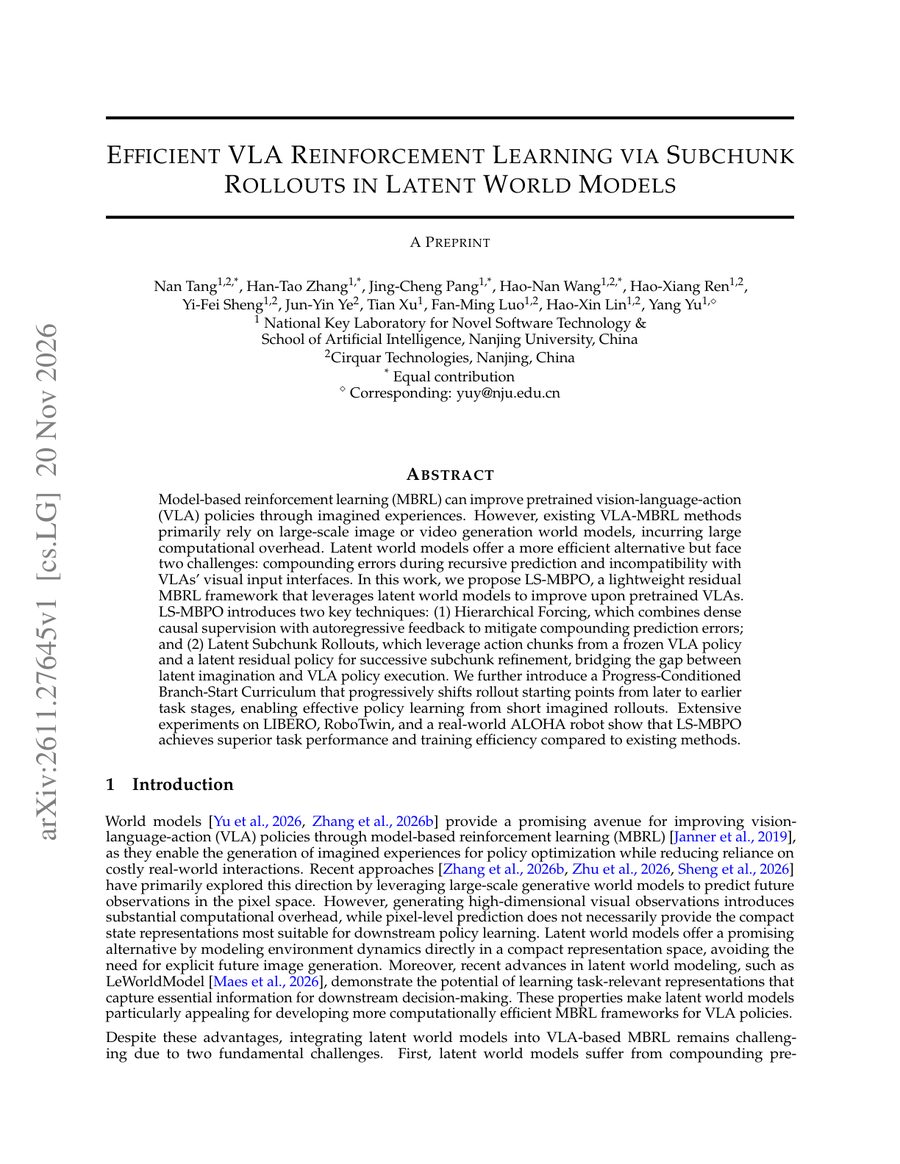 EFFICIENT VLA REINFORCEMENT LEARNING VIA SUBCHUNK
ROLLOUTS IN LATENT WORLD MODELS
A PREPRINT
Nan Tang1,2,*, Han-Tao Zhang1,*, Jing-Cheng Pang1,*, Hao-Nan Wang1,2,*, Hao-Xiang Ren1,2,
Yi-Fei Sheng1,2, Jun-Yin Ye2, Tian Xu1, Fan-Ming Luo1,2, Hao-Xin Lin1,2, Yang Yu1,⋄
1 National Key Laboratory for Novel Software Technology &
School of Artificial Intelligence, Nanjing University, China
2Cirquar Technologies, Nanjing, China
* Equal contribution
⋄ Corresponding: yuy@nju.edu.cn
arXiv:2611.27645v1 [cs.LG] 20 Nov 2026
ABSTRACT
Model-based reinforcement learning (MBRL) can improve pretrained vision-language-action
(VLA) policies through imagined experiences. However, existing VLA-MBRL methods
primarily rely on large-scale image or video generation world models, incurring large
computational overhead. Latent world models offer a more efficient alternative but face
two challenges: compounding errors during recursive prediction and incompatibility with
VLAs' visual input interfaces. In this work, we propose LS-MBPO, a lightweight residual
MBRL framework that leverages latent world models to improve upon pretrained VLAs.
LS-MBPO introduces two key techniques: (1) Hierarchical Forcing, which combines dense
causal supervision with autoregressive feedback to mitigate compounding prediction errors;
and (2) Latent Subchunk Rollouts, which leverage action chunks from a frozen VLA policy
and a latent residual policy for successive subchunk refinement, bridging the gap between
latent imagination and VLA policy execution. We further introduce a Progress-Conditioned
Branch-Start Curriculum that progressively shifts rollout starting points from later to earlier
task stages, enabling effective policy learning from short imagined rollouts. Extensive
experiments on LIBERO, RoboTwin, and a real-world ALOHA robot show that LS-MBPO
achieves superior task performance and training efficiency compared to existing methods.
1 Introduction
World models [Yu et al., 2026, Zhang et al., 2026b] provide a promising avenue for improving vision-
language-action (VLA) policies through model-based reinforcement learning (MBRL) [Janner et al., 2019],
as they enable the generation of imagined experiences for policy optimization while reducing reliance on
costly real-world interactions. Recent approaches [Zhang et al., 2026b, Zhu et al., 2026, Sheng et al., 2026]
have primarily explored this direction by leveraging large-scale generative world models to predict future
observations in the pixel space. However, generating high-dimensional visual observations introduces
substantial computational overhead, while pixel-level prediction does not necessarily provide the compact
state representations most suitable for downstream policy learning. Latent world models offer a promising
alternative by modeling environment dynamics directly in a compact representation space, avoiding the
need for explicit future image generation. Moreover, recent advances in latent world modeling, such as
LeWorldModel [Maes et al., 2026], demonstrate the potential of learning task-relevant representations that
capture essential information for downstream decision-making. These properties make latent world models
particularly appealing for developing more computationally efficient MBRL frameworks for VLA policies.
Despite these advantages, integrating latent world models into VLA-based MBRL remains challeng-
ing due to two fundamental challenges. First, latent world models suffer from compounding pre-